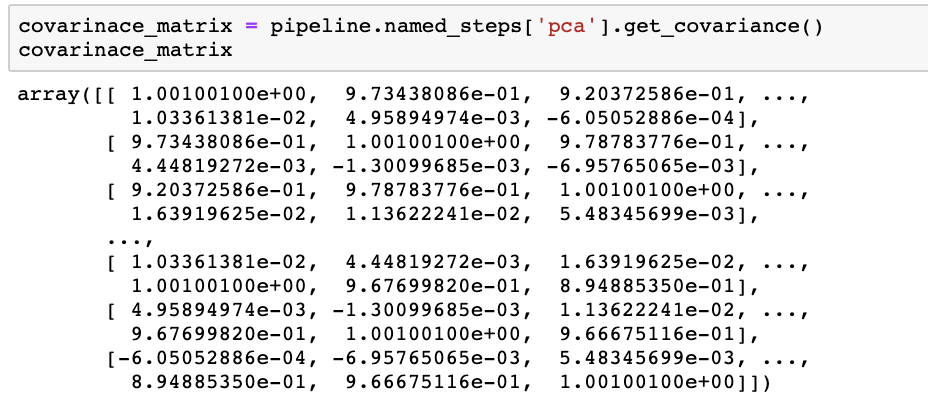 covarinace_matrix = pipeline.named_steps['pca'].get_covariance()
covarinace_matrix
array([[ 1.00100100e+00,  9.73438086e-01,  9.20372586e-01, ...,
         1.03361381e-02,  4.95894974e-03, -6.05052886e-04],
       [ 9.73438086e-01,  1.00100100e+00,  9.78783776e-01, ...,
         4.44819272e-03, -1.30099685e-03, -6.95765065e-03],
       [ 9.20372586e-01,  9.78783776e-01,  1.00100100e+00, ...,
         1.63919625e-02,  1.13622241e-02,  5.48345699e-03],
       ...,
       [ 1.03361381e-02,  4.44819272e-03,  1.63919625e-02, ...,
         1.00100100e+00,  9.67699820e-01,  8.94885350e-01],
       [ 4.95894974e-03, -1.30099685e-03,  1.13622241e-02, ...,
         9.67699820e-01,  1.00100100e+00,  9.66675116e-01],
       [-6.05052886e-04, -6.95765065e-03,  5.48345699e-03, ...,
         8.94885350e-01,  9.66675116e-01,  1.00100100e+00]])